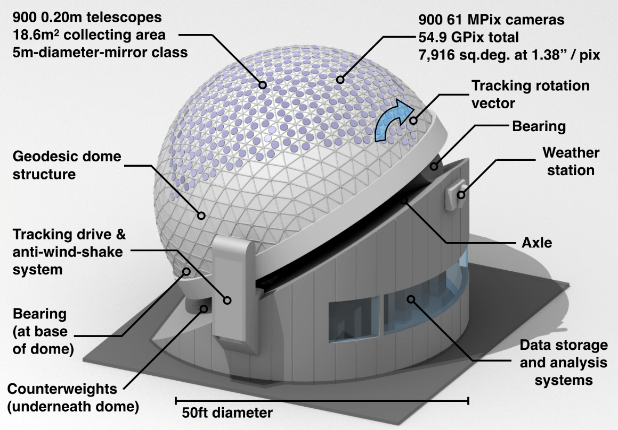 900 0.20m telescopes
18.6m² collecting area
5m-diameter-mirror class
900 61 MPix cameras
54.9 GPix total
7,916 sq.deg. at 1.38” / pix
Tracking rotation
vector
Bearing
Weather
station
Geodesic dome
structure
Tracking drive &
anti-wind-shake
system
Axle
Bearing
(at base
of dome)
Data storage
and analysis
systems
Counterweights
(underneath dome)
50ft diameter